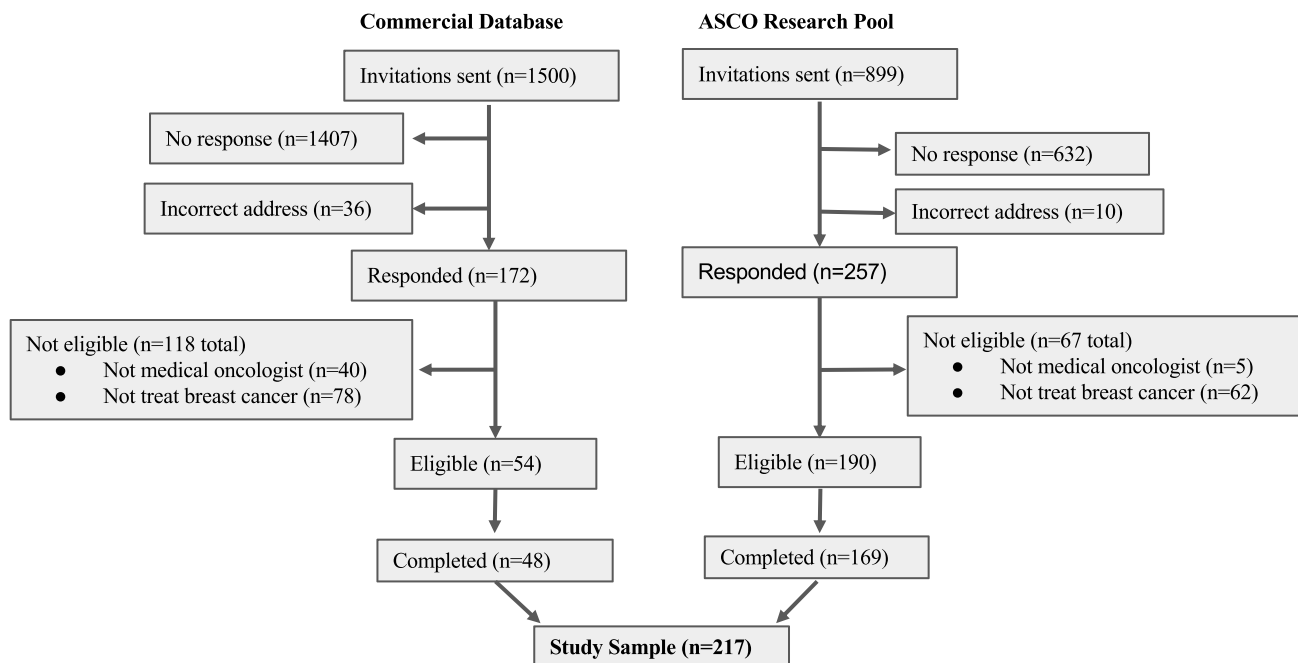 Commercial Database
ASCO Research Pool
Invitations sent (n=1500)
Invitations sent (n=899)
No response (n=1407)
No response (n=632)
Incorrect address (n=36)
Incorrect address (n=10)
Responded (n=172)
Responded (n=257)
Not eligible (n=118 total)
● Not medical oncologist (n=40)
● Not treat breast cancer (n=78)
Not eligible (n=67 total)
● Not medical oncologist (n=5)
● Not treat breast cancer (n=62)
Eligible (n=54)
Eligible (n=190)
Completed (n=48)
Completed (n=169)
Study Sample (n=217)